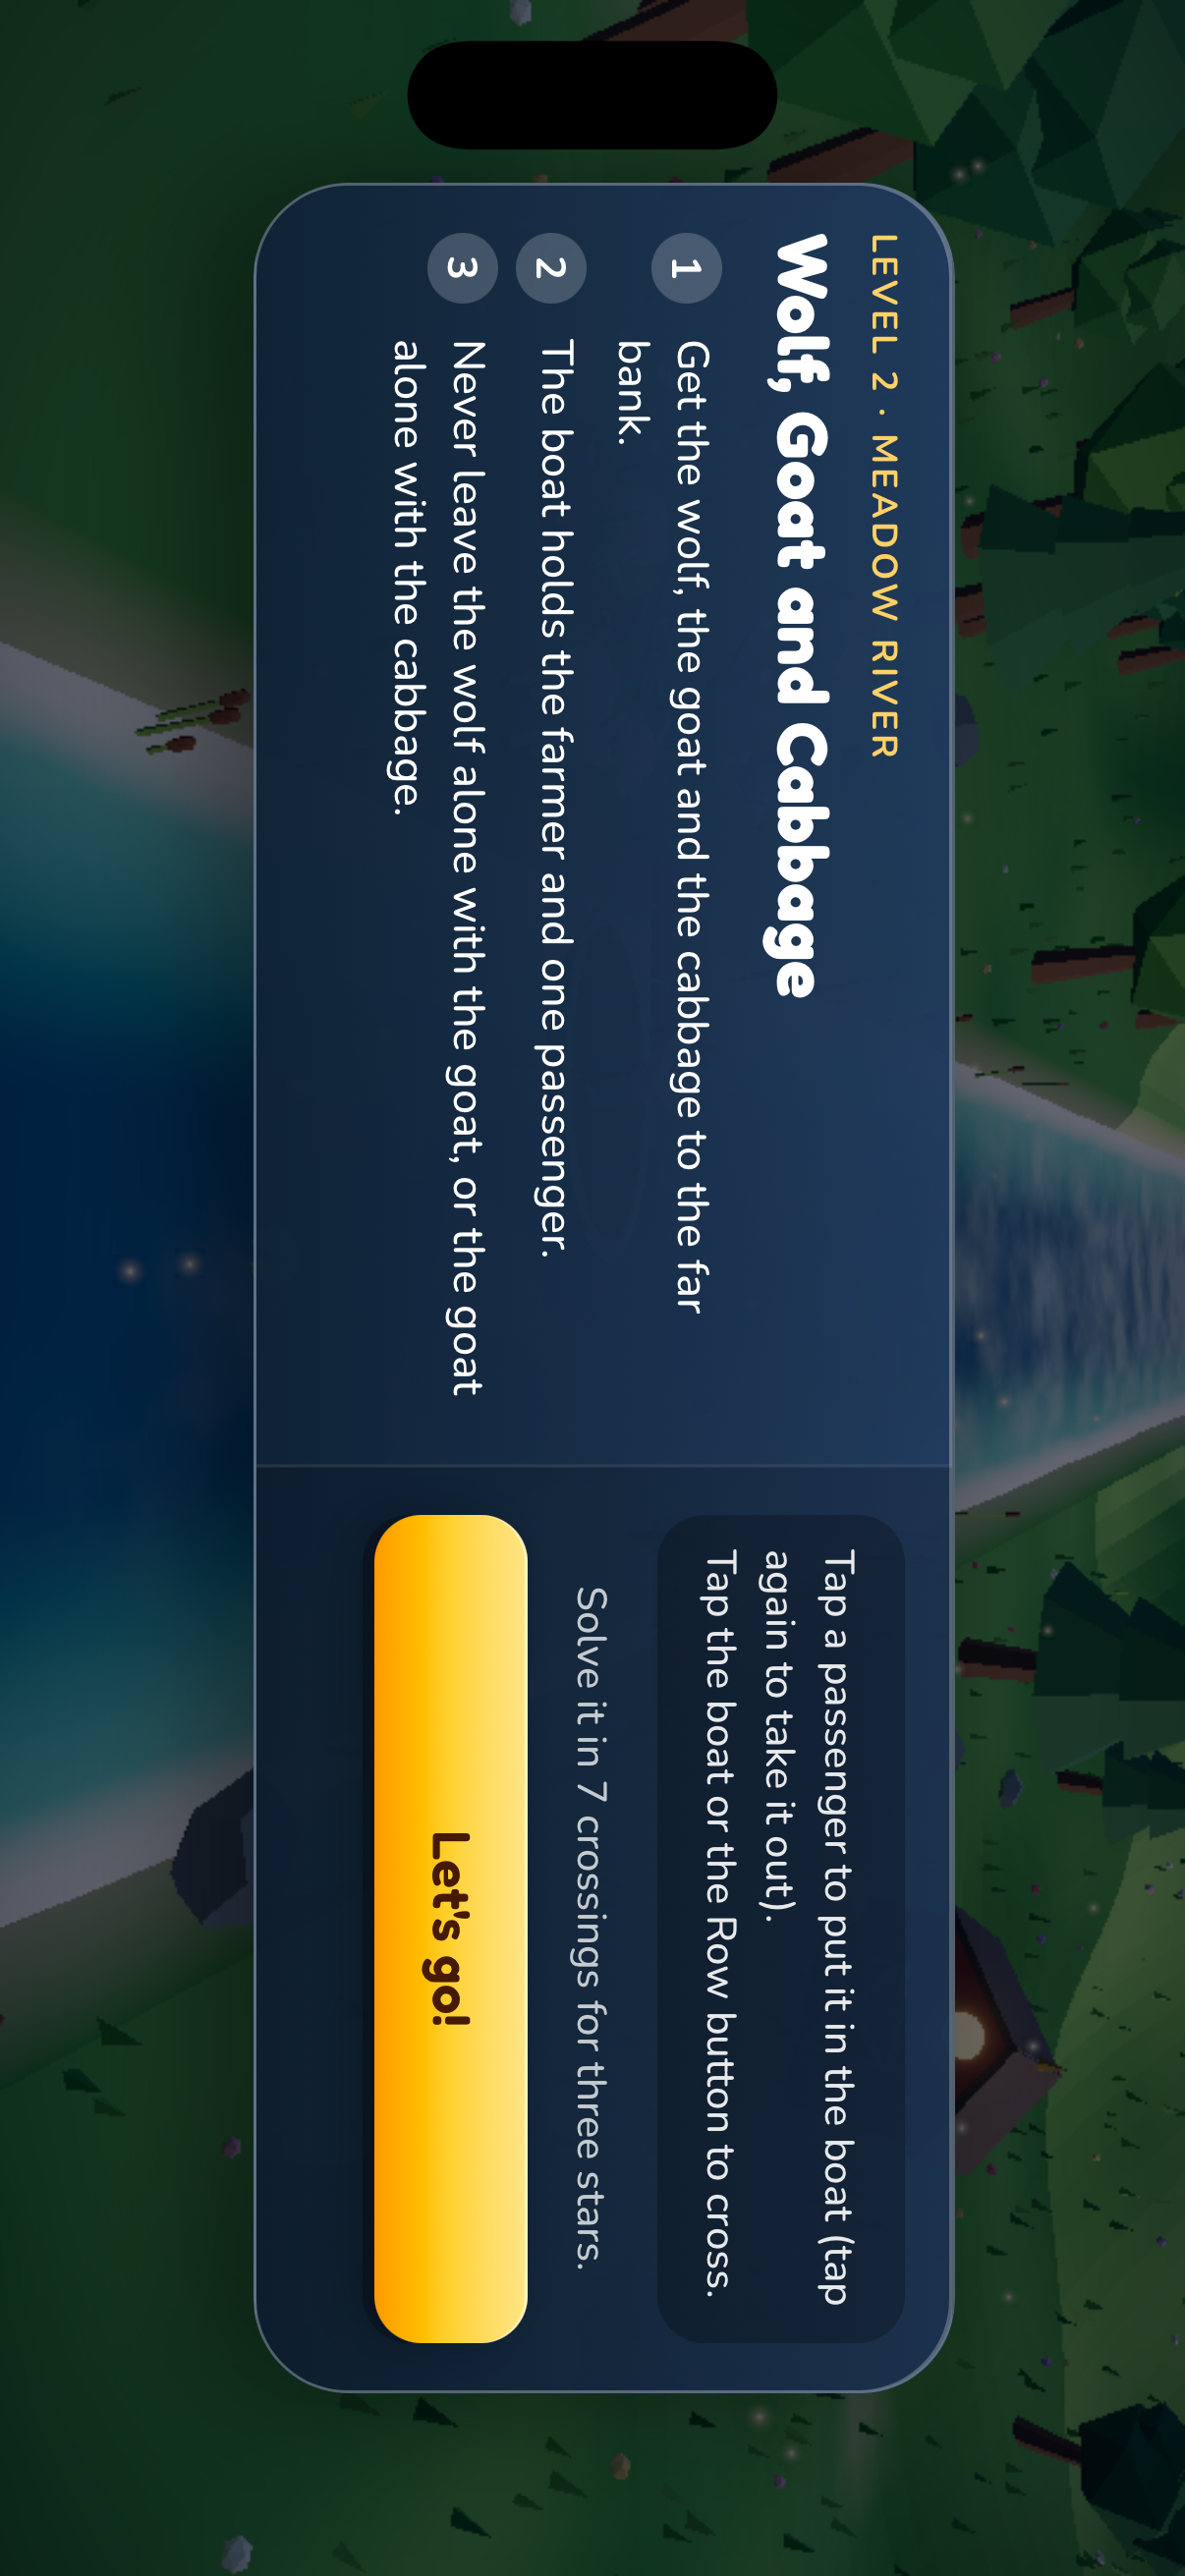 LEVEL 2 · MEADOW RIVER
Wolf, Goat and Cabbage
1 Get the wolf, the goat and the cabbage to the far
bank.
2 The boat holds the farmer and one passenger.
3 Never leave the wolf alone with the goat, or the goat
alone with the cabbage.
Tap a passenger to put it in the boat (tap
again to take it out).
Tap the boat or the Row button to cross.
Solve it in 7 crossings for three stars.
Let's go!